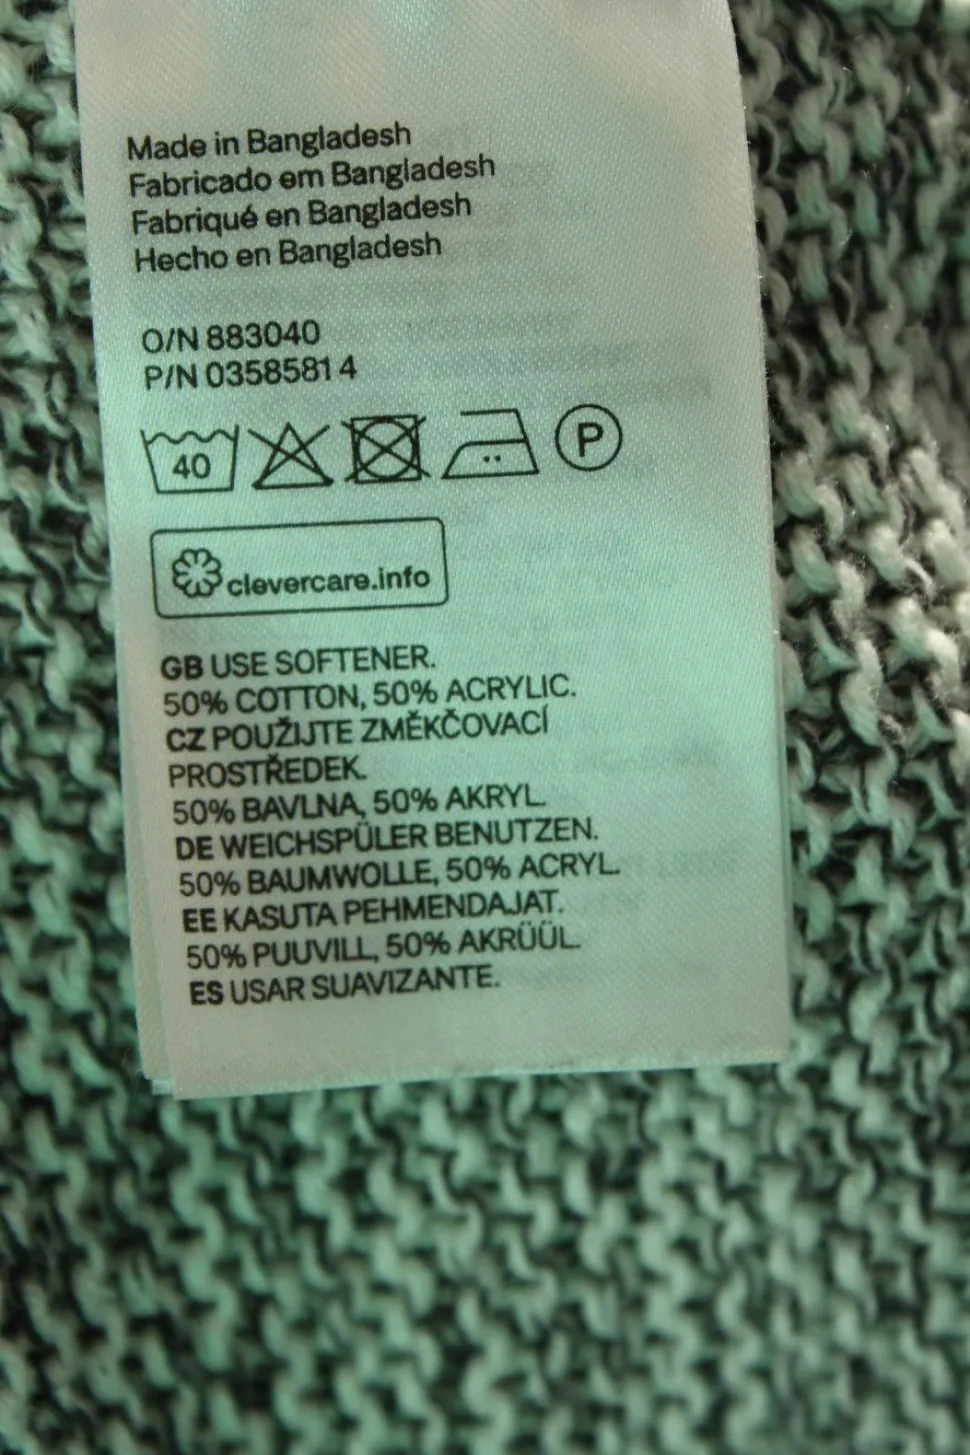 Made in Bangladesh
Fabricado em Bangladesh
Fabriqué en Bangladesh
Hecho en Bangladesh
O/N 883040
P/N 0358581 4
40
P
clevercare.info
GB USE SOFTENER.
50% COTTON, 50% ACRYLIC.
CZ POUŽIJTE ZMĚKČOVACÍ
PROSTŘEDEK.
50% BAVLNA, 50% AKRYL.
DE WEICHSPÜLER BENUTZEN.
50% BAUMWOLLE, 50% ACRYL.
EE KASUTA PEHMENDAJAT.
50% PUUVILL, 50% AKRÜÜL.
ES USAR SUAVIZANTE.